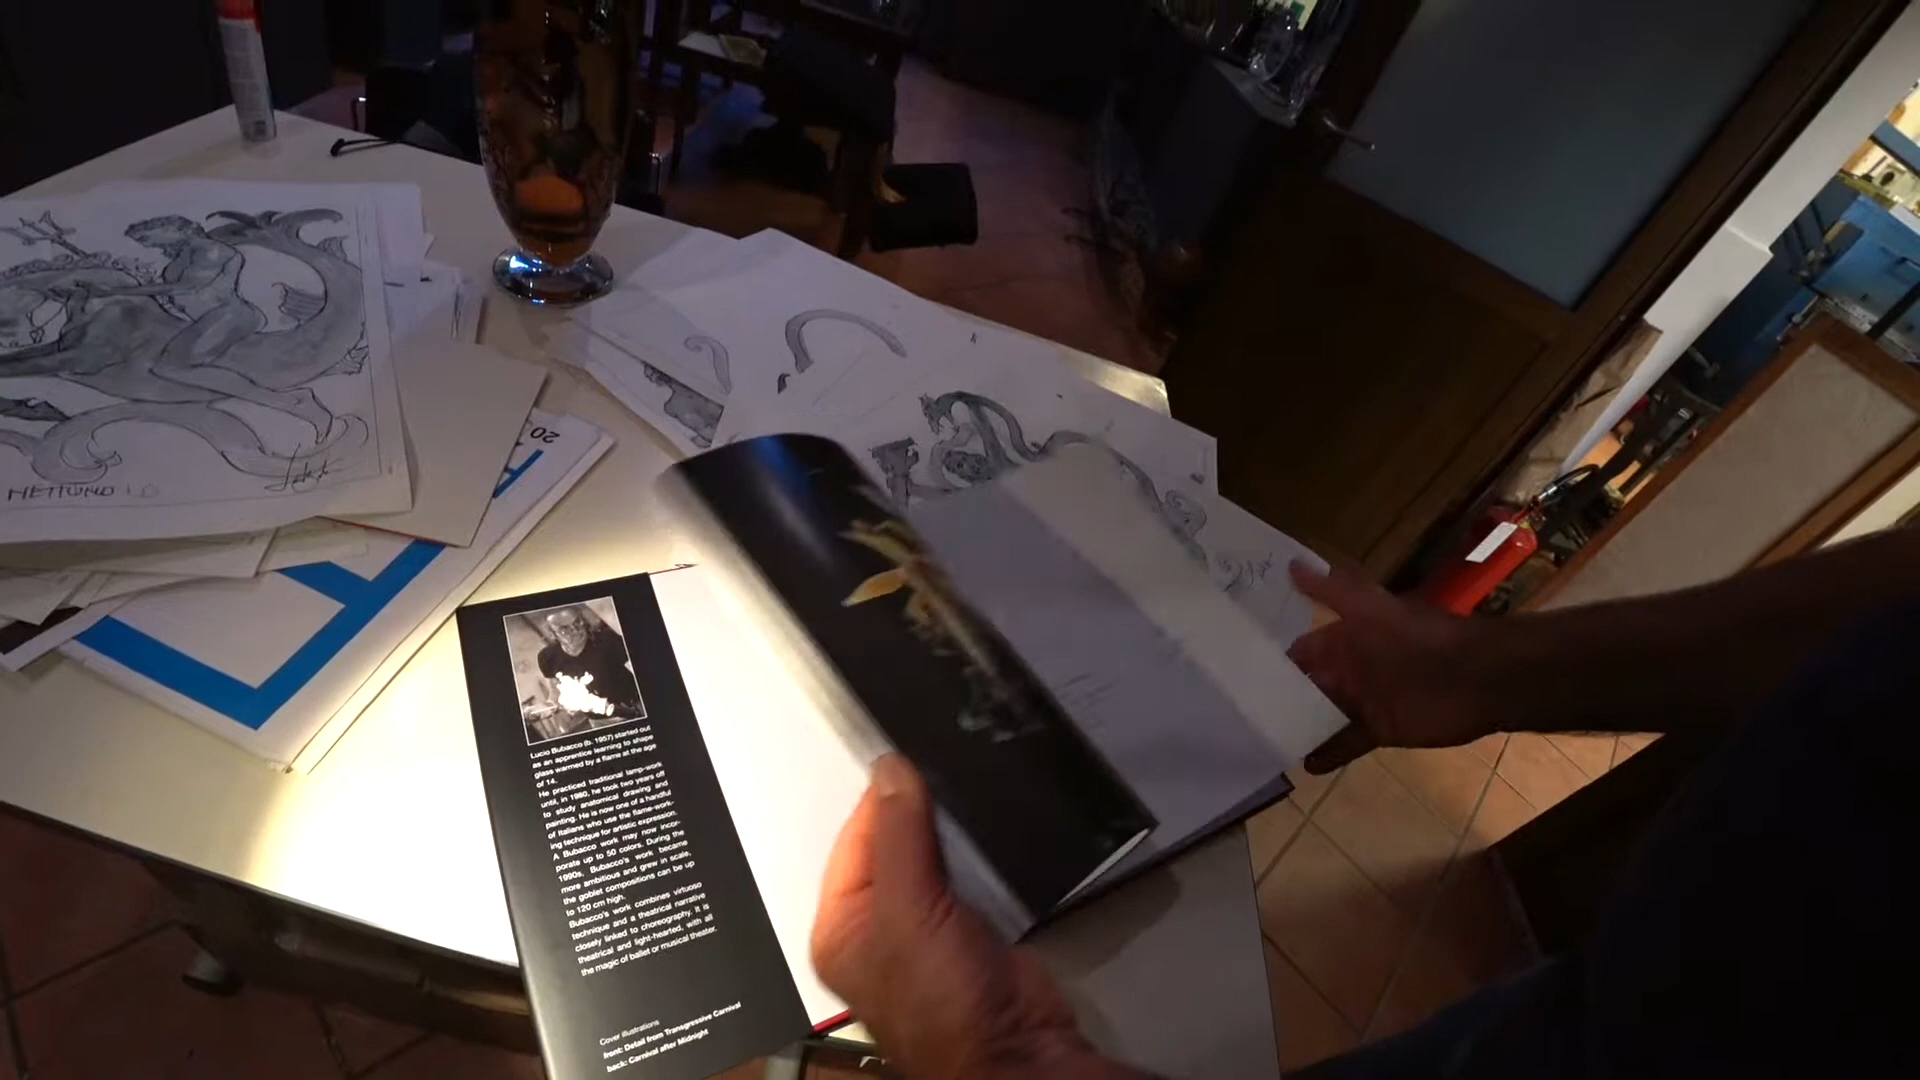 NETTUNO
20
Lucio Bubacco (b. 1957) started out
as an apprentice learning to shape
glass warmed by a flame at the age
of 14.
He practiced traditional lamp-work
until, in 1980, he took two years off
to study anatomical drawing and
painting. He is now one of a handful
of Italians who use the flame-work-
ing technique for artistic expression.
A Bubacco work may now incor-
porate up to 50 colors. During the
1990s, Bubacco's work became
more ambitious and grew in scale,
the goblet compositions can be up
to 120 cm high.
Bubacco's work combines virtuoso
technique and a theatrical narrative
closely linked to choreography. It is
theatrical and light-hearted, with all
the magic of ballet or musical theater.
Cover illustrations
front: Detail from Transgressive Carnival
back: Carnival after Midnight